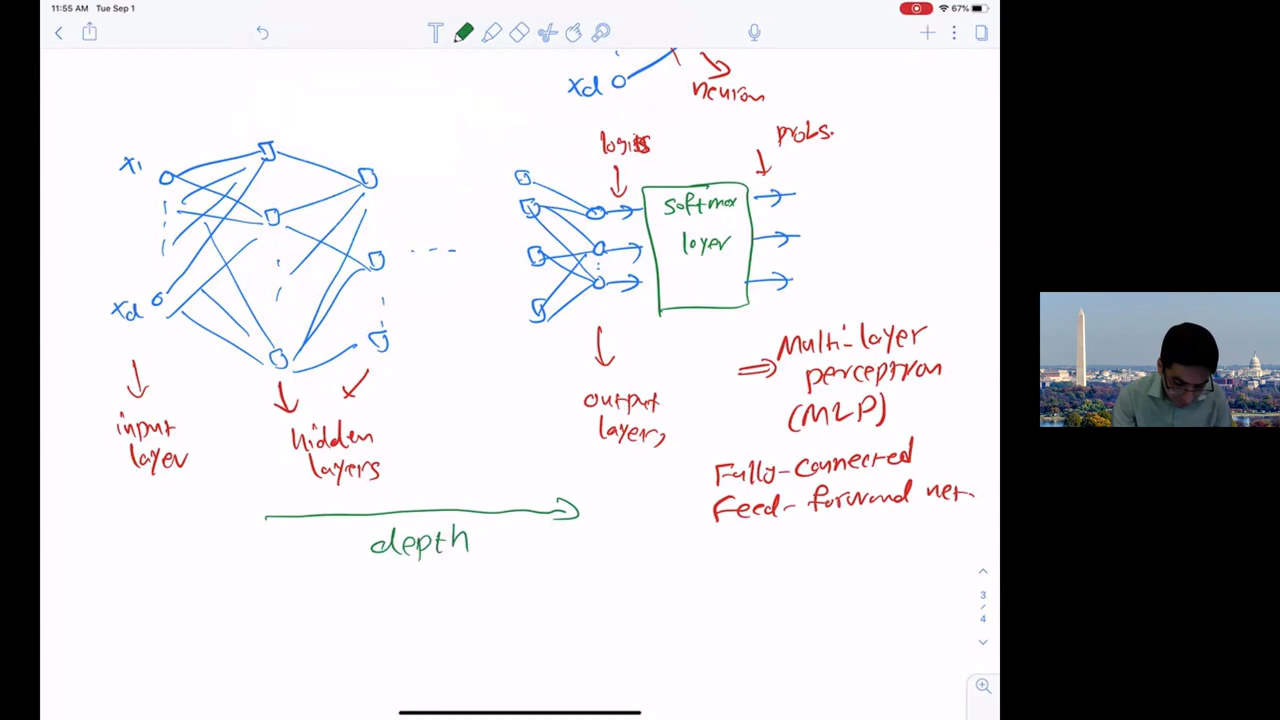 11:55 AM Tue Sep 1
67%
T
xd
neuron
logits
probs.
x1
softmax
layer
xd
Multi-layer
perceptron
(MLP)
input
layer
hidden
layers
output
layer,
Fully-connected
Feed-forward net.
depth
3
/
4